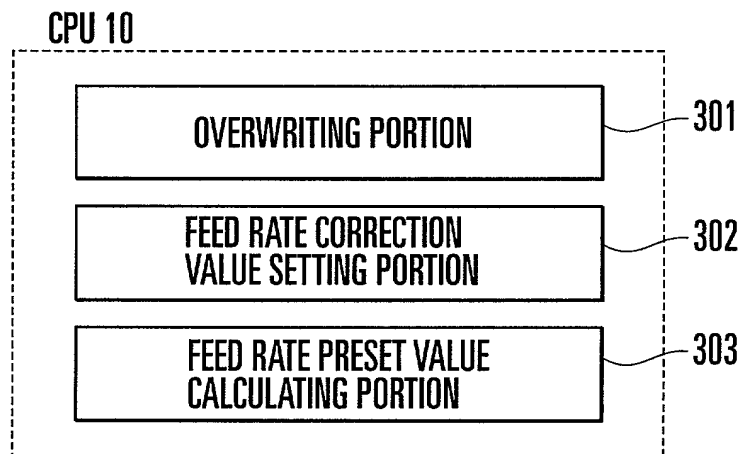 CPU 10
OVERWRITING PORTION
301
FEED RATE CORRECTION
VALUE SETTING PORTION
302
FEED RATE PRESET VALUE
CALCULATING PORTION
303